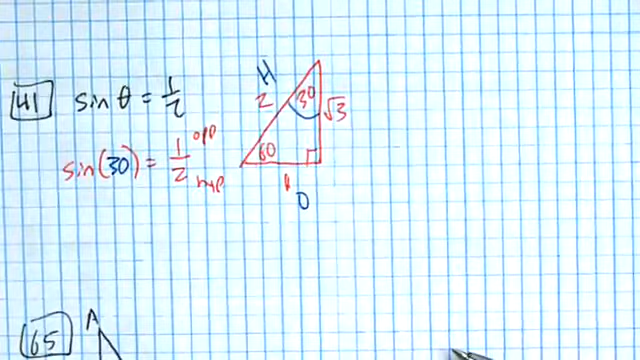 41 sin θ = 1/2
H
2
30
√3
sin(30) = 1/2 opp
hyp
60
1
O
65 A